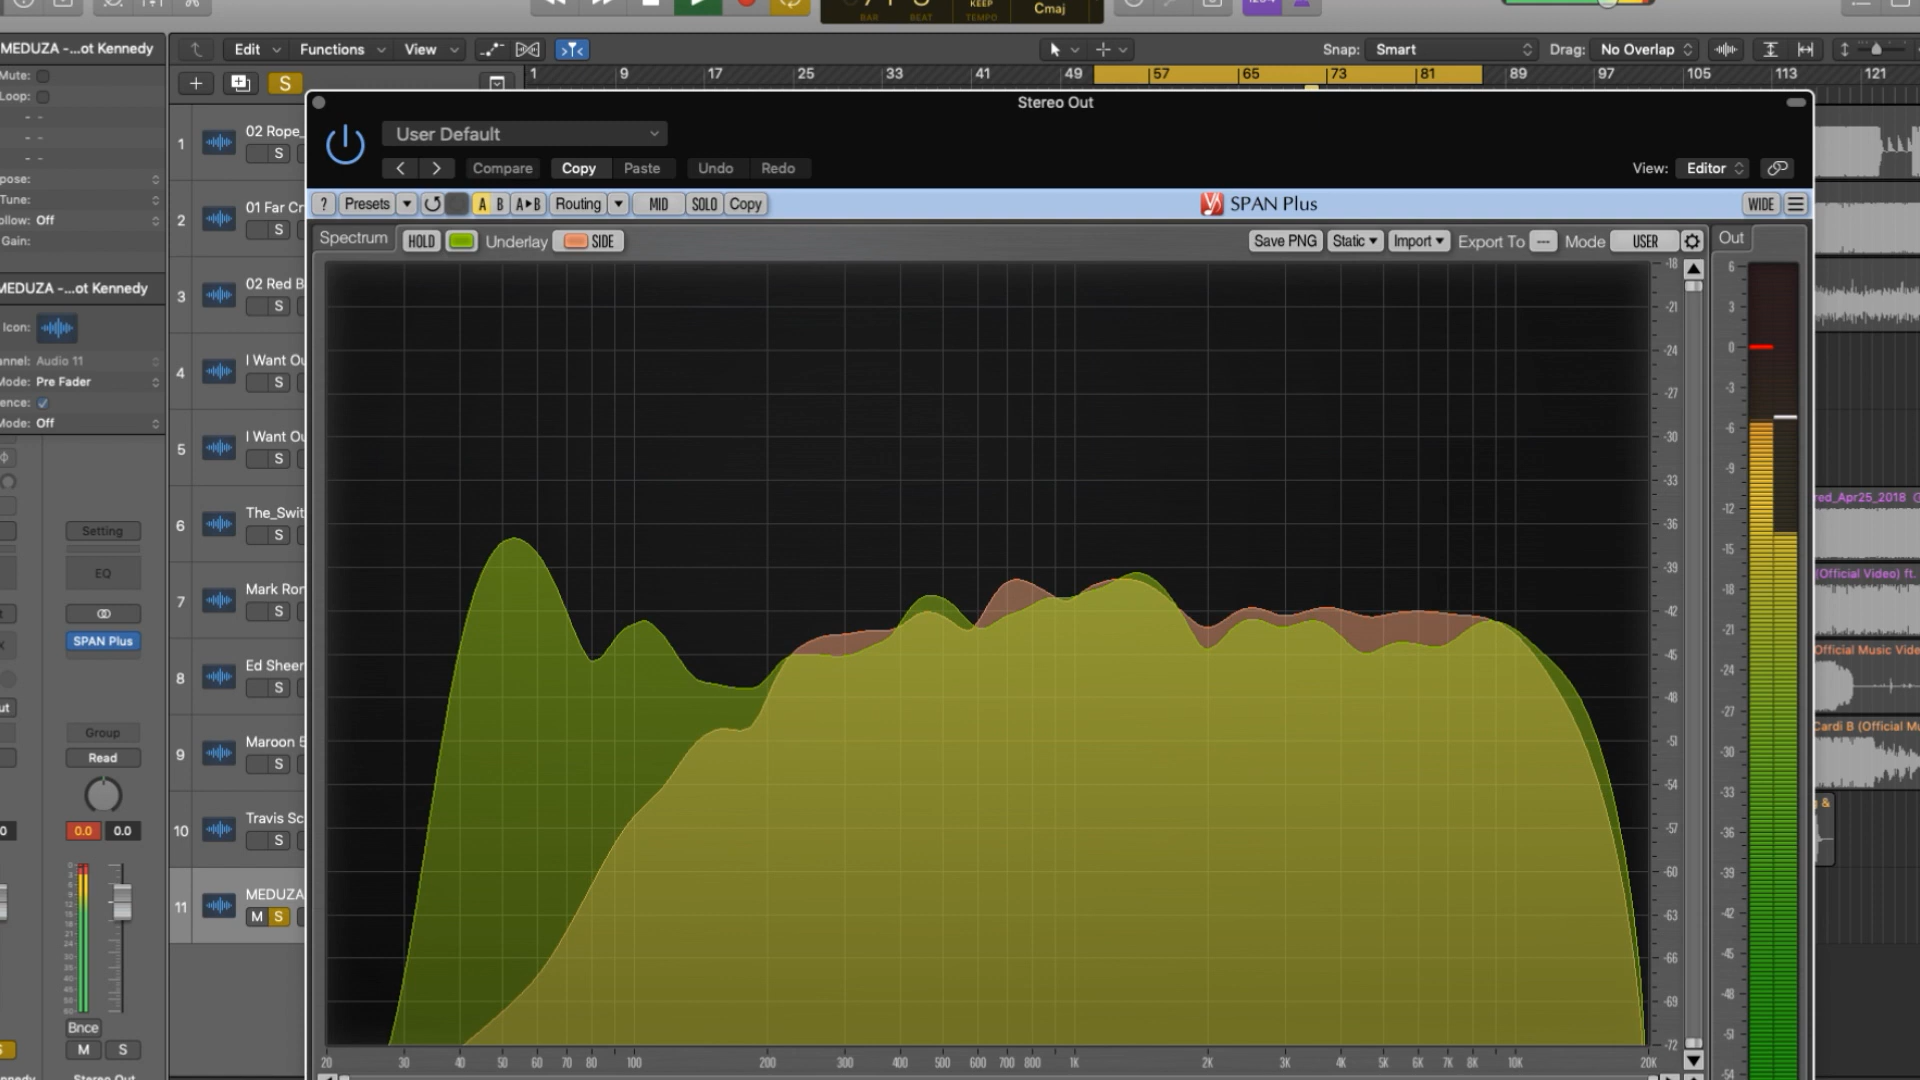 KEEP
BAR BEAT TEMPO Cmaj
MEDUZA -...ot Kennedy
Edit Functions View Snap: Smart Drag: No Overlap
Mute:
Loop:
S 1 9 17 25 33 41 49 57 65 73 81 89 97 105 113 121
Stereo Out
User Default
Compare Copy Paste Undo Redo View: Editor
? Presets A B A▸B Routing MID SOLO Copy SPAN Plus WIDE
Spectrum HOLD Underlay SIDE Save PNG Static Import Export To --- Mode USER Out
pose:
Tune:
ollow: Off
Gain:
MEDUZA -...ot Kennedy
Icon:
annel: Audio 11
Mode: Pre Fader
ence:
Mode: Off
Setting
EQ
SPAN Plus
Group
Read
0.0 0.0
Bnce
M S
Stereo Out
1 02 Rope_
S
2 01 Far Cr
S
3 02 Red B
S
4 I Want Ou
S
5 I Want Ou
S
6 The_Swit
S
7 Mark Ror
S
8 Ed Sheer
S
9 Maroon 5
S
10 Travis Sc
S
11 MEDUZA
M S
-18
-21
-24
-27
-30
-33
-36
-39
-42
-45
-48
-51
-54
-57
-60
-63
-66
-69
-72
20 30 40 50 60 70 80 100 200 300 400 500 600 700 800 1K 2K 3K 4K 5K 6K 7K 8K 10K 20K
6
3
0
-3
-6
-9
-12
-15
-18
-21
-24
-27
-30
-33
-36
-39
-42
-45
-48
-51
-54
red_Apr25_2018
(Official Video) ft.
Official Music Vide
Cardi B (Official Mu
&